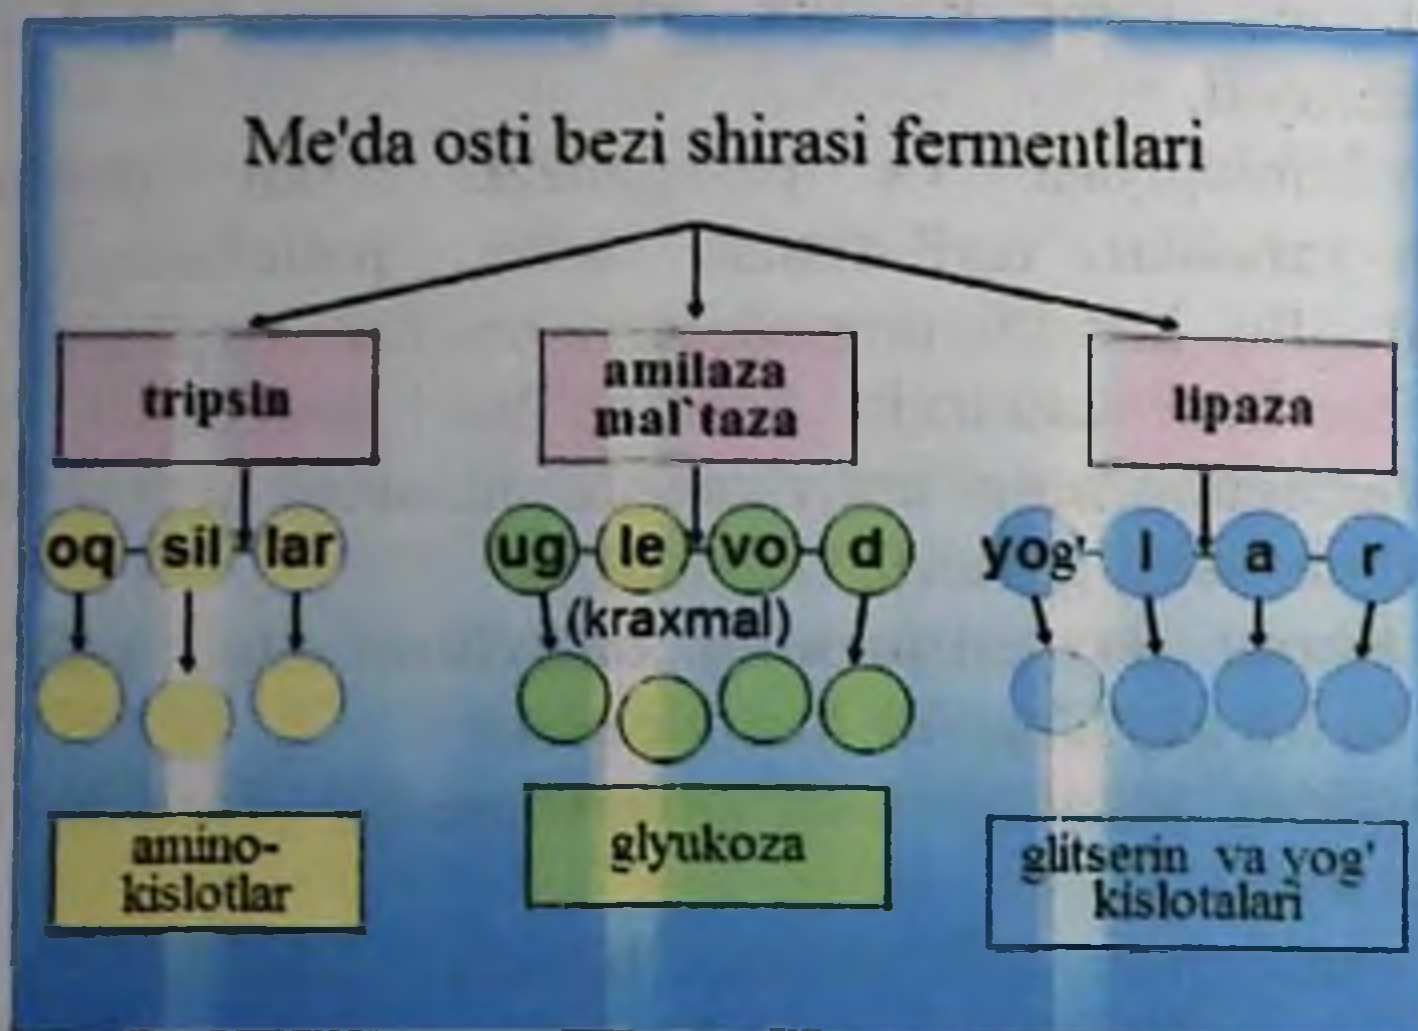 Me'da osti bezi shirasi fermentlari
tripsin
amilaza
mal`taza
lipaza
oq sil lar
ug le vo d
(kraxmal)
yog' l a r
amino-
kislotlar
glyukoza
glitserin va yog'
kislotalari